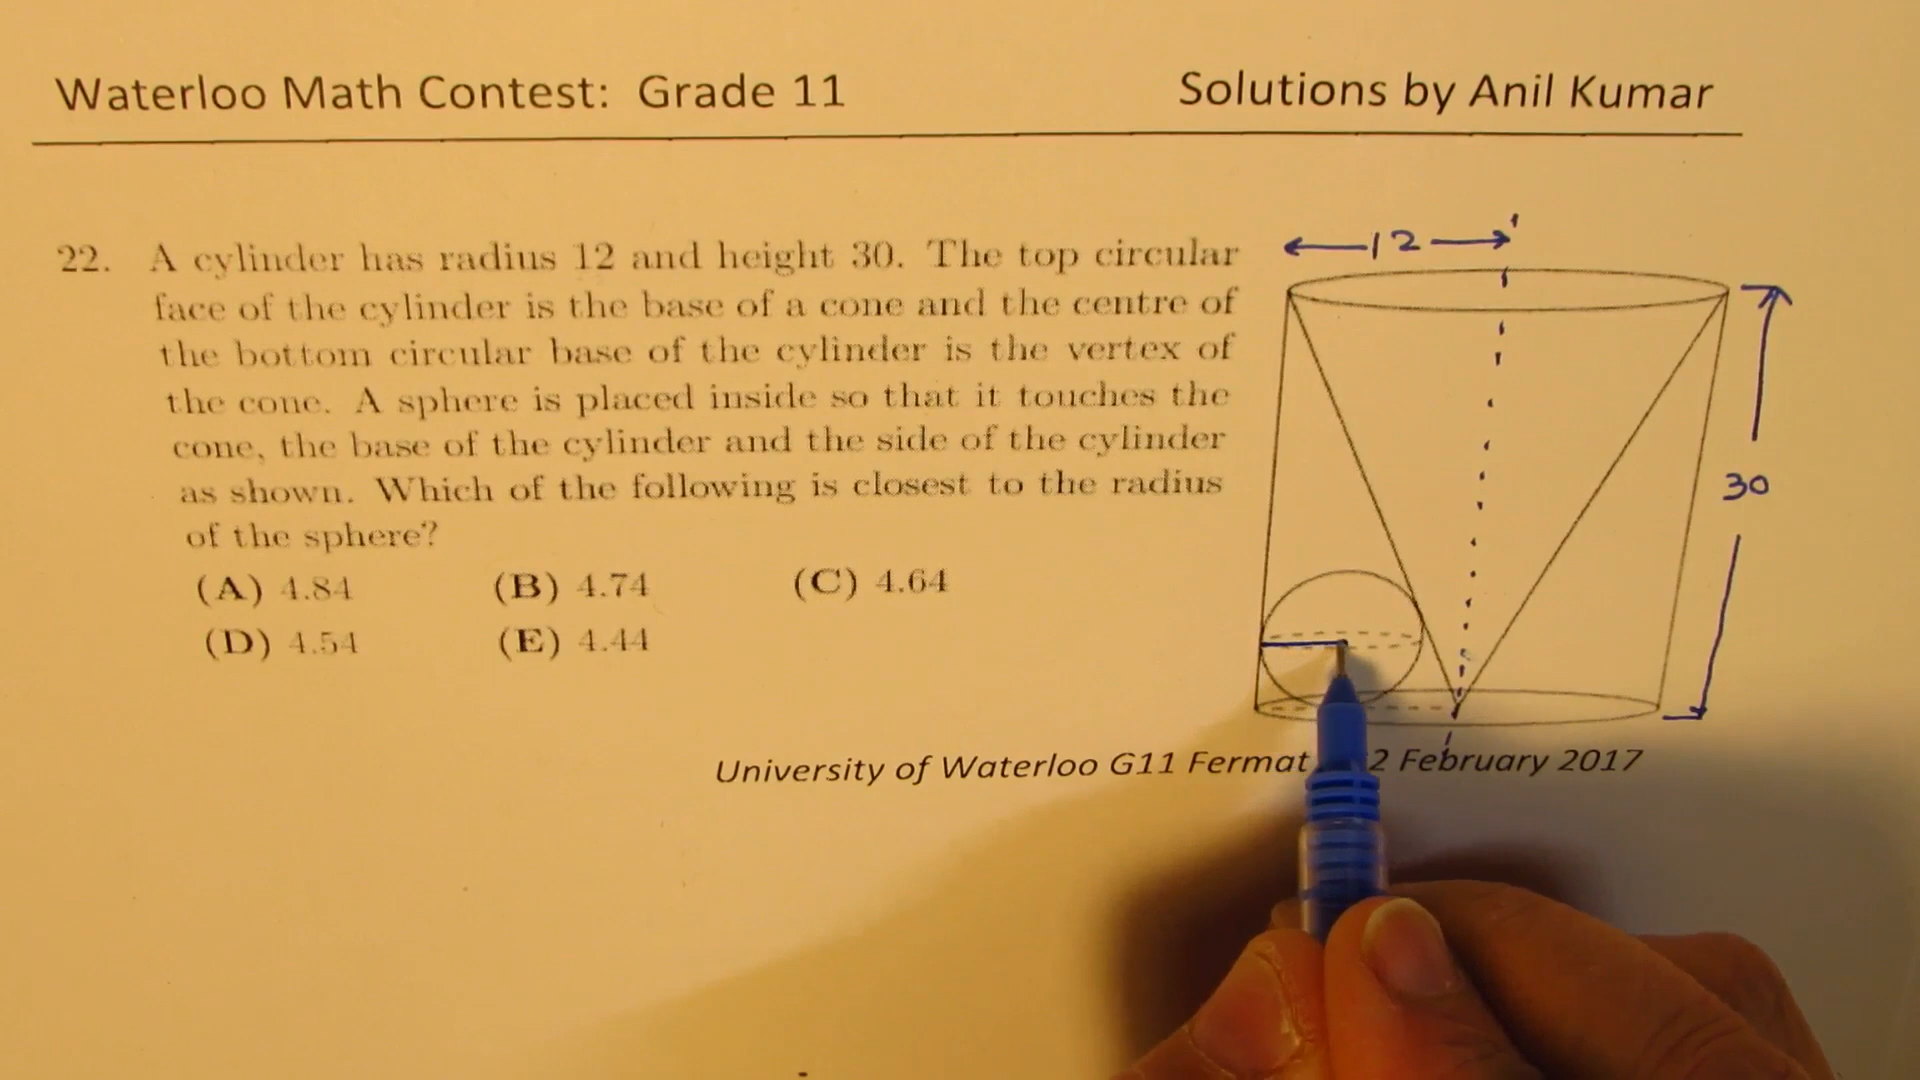 Waterloo Math Contest: Grade 11
Solutions by Anil Kumar
22. A cylinder has radius 12 and height 30. The top circular
face of the cylinder is the base of a cone and the centre of
the bottom circular base of the cylinder is the vertex of
the cone. A sphere is placed inside so that it touches the
cone, the base of the cylinder and the side of the cylinder
as shown. Which of the following is closest to the radius
of the sphere?
(A) 4.84 (B) 4.74 (C) 4.64
(D) 4.54 (E) 4.44
12
30
University of Waterloo G11 Fermat 2 February 2017